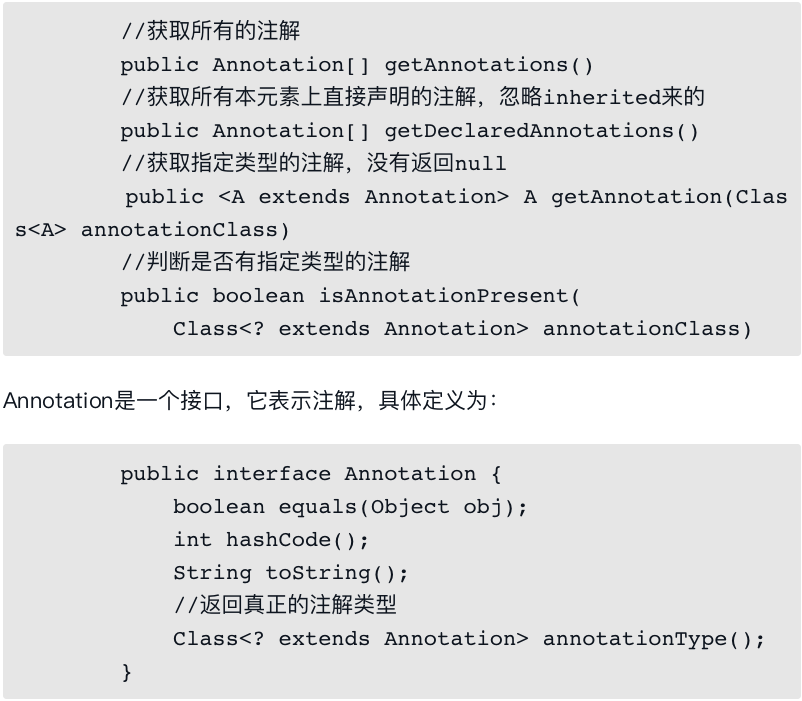 //获取所有的注解
public Annotation[] getAnnotations()
//获取所有本元素上直接声明的注解，忽略inherited来的
public Annotation[] getDeclaredAnnotations()
//获取指定类型的注解，没有返回null
public <A extends Annotation> A getAnnotation(Clas
s<A> annotationClass)
//判断是否有指定类型的注解
public boolean isAnnotationPresent(
Class<? extends Annotation> annotationClass)
Annotation是一个接口，它表示注解，具体定义为：
public interface Annotation {
boolean equals(Object obj);
int hashCode();
String toString();
//返回真正的注解类型
Class<? extends Annotation> annotationType();
}